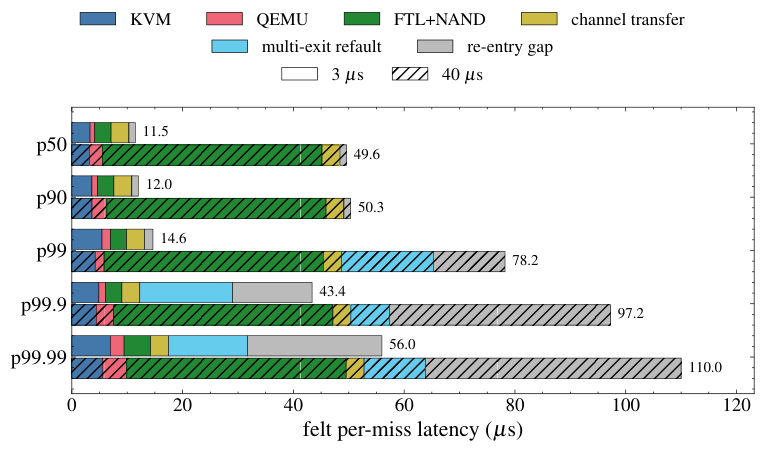 KVM QEMU FTL+NAND channel transfer
multi-exit refault re-entry gap
3 μs 40 μs
p50 11.5
49.6
p90 12.0
50.3
p99 14.6
78.2
p99.9 43.4
97.2
p99.99 56.0
110.0
0 20 40 60 80 100 120
felt per-miss latency (μs)